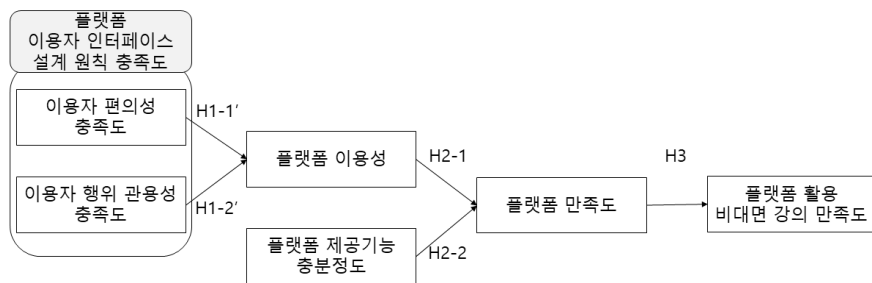 플랫폼
이용자 인터페이스
설계 원칙 충족도
이용자 편의성
충족도
H1-1’
이용자 행위 관용성
충족도
H1-2’
플랫폼 이용성
H2-1
플랫폼 제공기능
충분정도
H2-2
플랫폼 만족도
H3
플랫폼 활용
비대면 강의 만족도